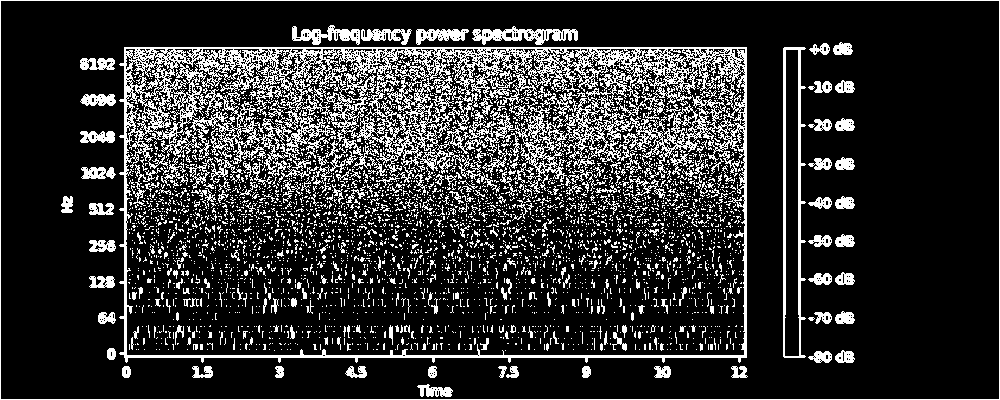 Log-frequency power spectrogram
+0 dB
-10 dB
-20 dB
-30 dB
-40 dB
-50 dB
-60 dB
-70 dB
-80 dB
8192
4096
2048
1024
512
256
128
64
0
Hz
0 1.5 3 4.5 6 7.5 9 10 12
Time